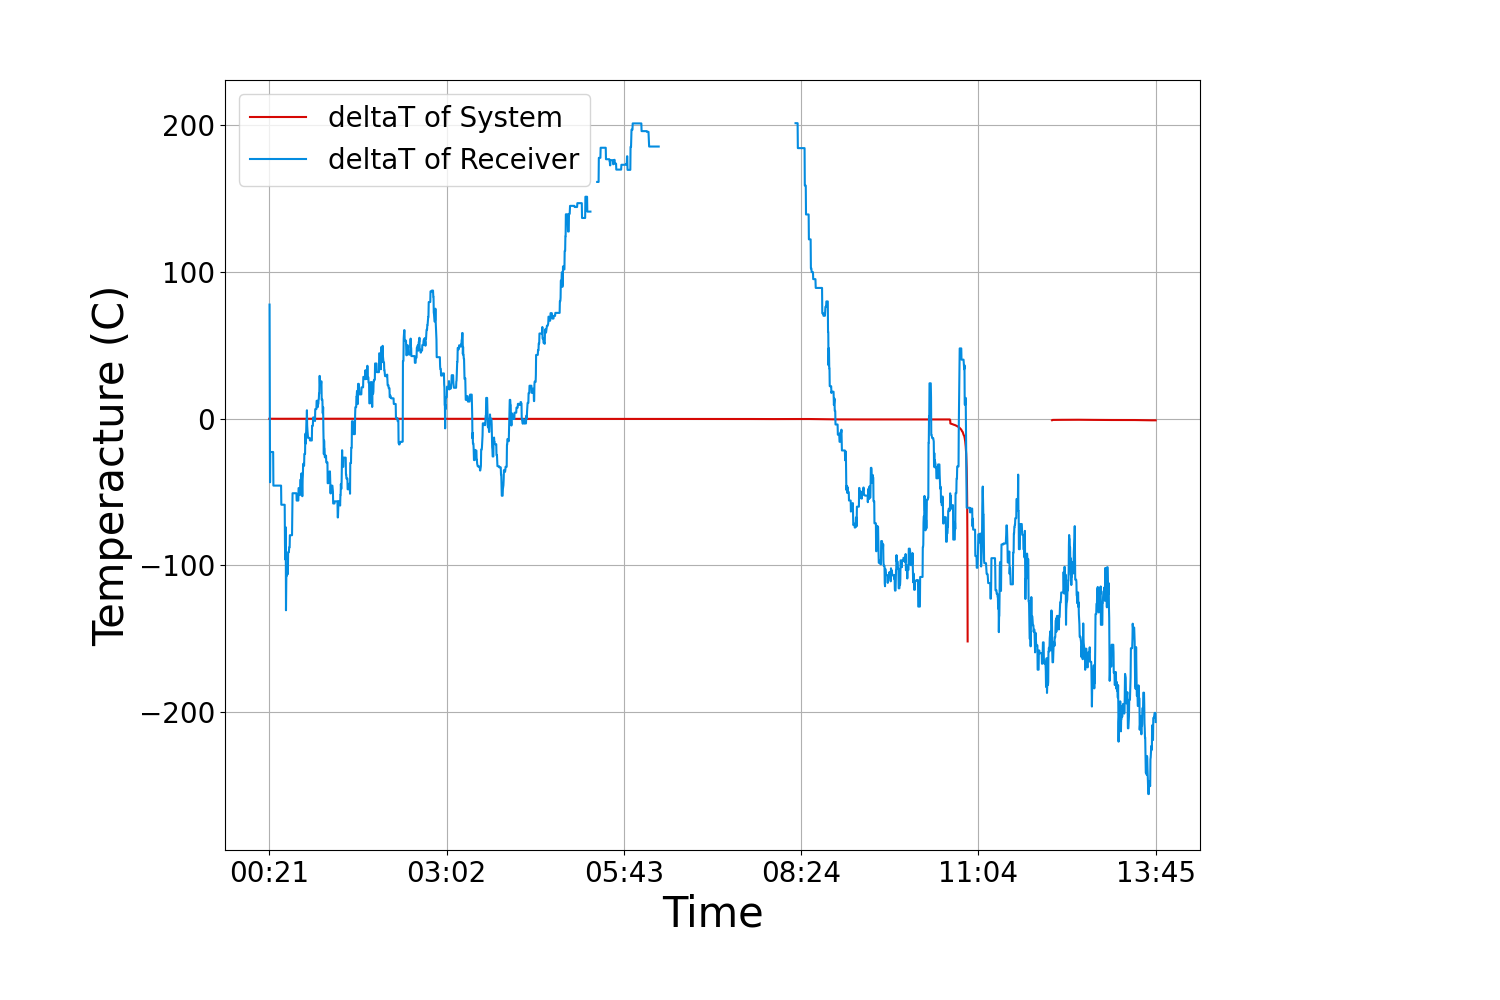 deltaT of System
deltaT of Receiver
200
100
0
−100
−200
Temperacture (C)
00:21 03:02 05:43 08:24 11:04 13:45
Time